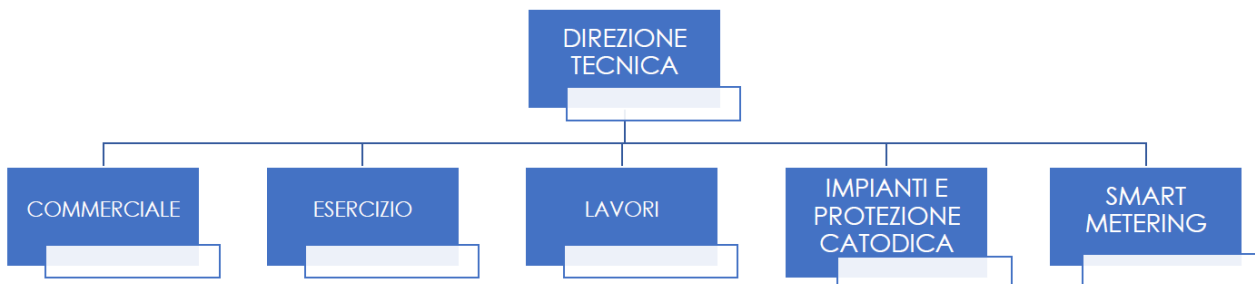 DIREZIONE
TECNICA
COMMERCIALE
ESERCIZIO
LAVORI
IMPIANTI E
PROTEZIONE
CATODICA
SMART
METERING